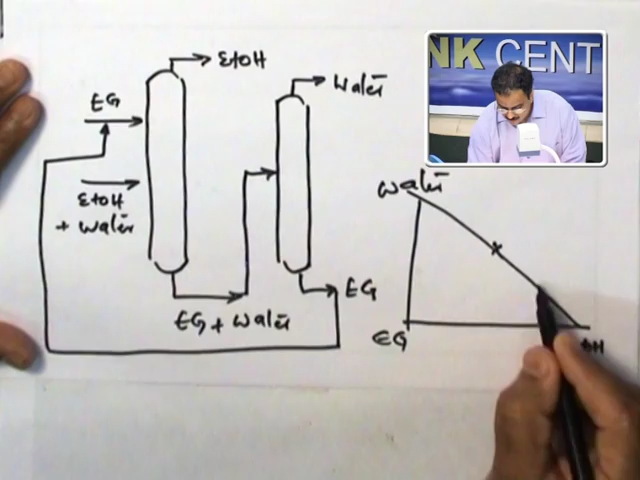 EtOH
Water
EG
EtOH
+ Water
EG + Water
EG
Water
EG
NK CENT